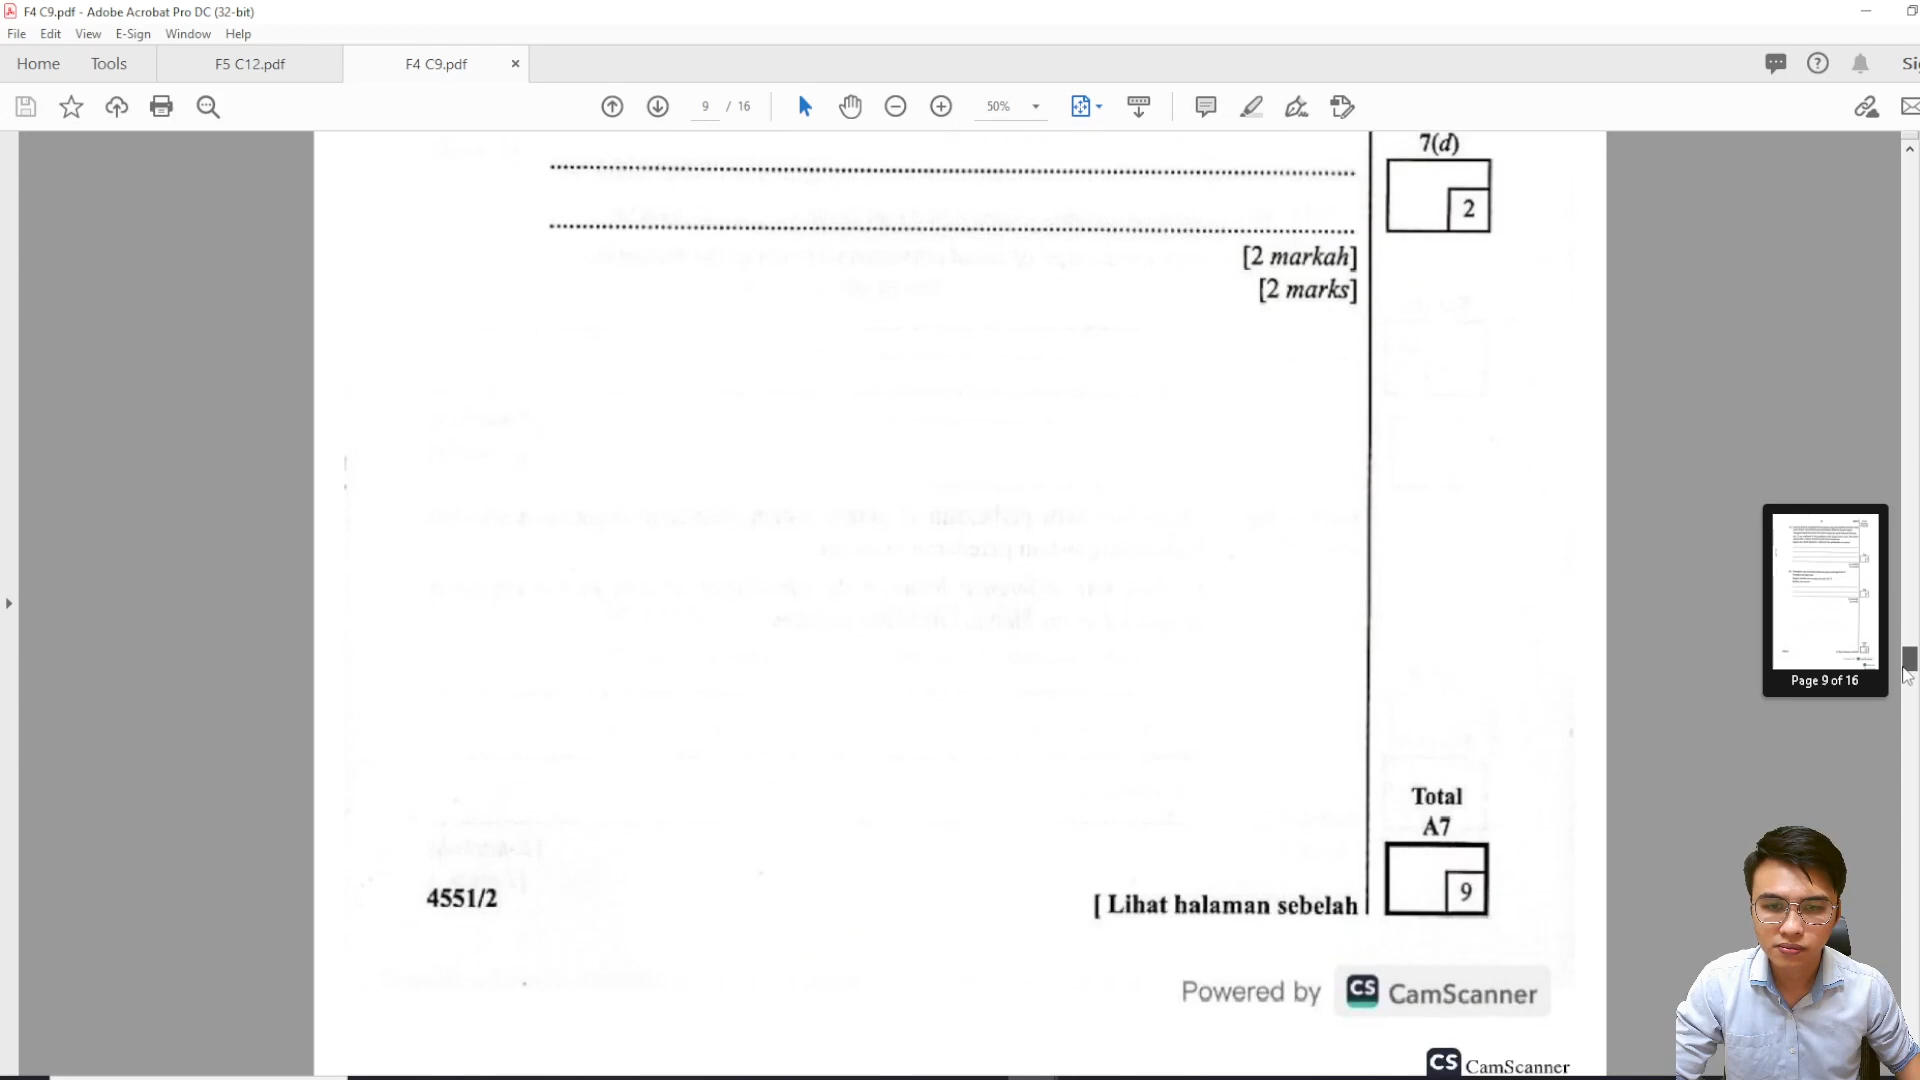 F4 C9.pdf - Adobe Acrobat Pro DC (32-bit)
File Edit View E-Sign Window Help
Home Tools F5 C12.pdf F4 C9.pdf
9 / 16 50%
7(d)
2
[2 markah]
[2 marks]
Page 9 of 16
Total
A7
9
4551/2
[ Lihat halaman sebelah
Powered by CS CamScanner
CS CamScanner